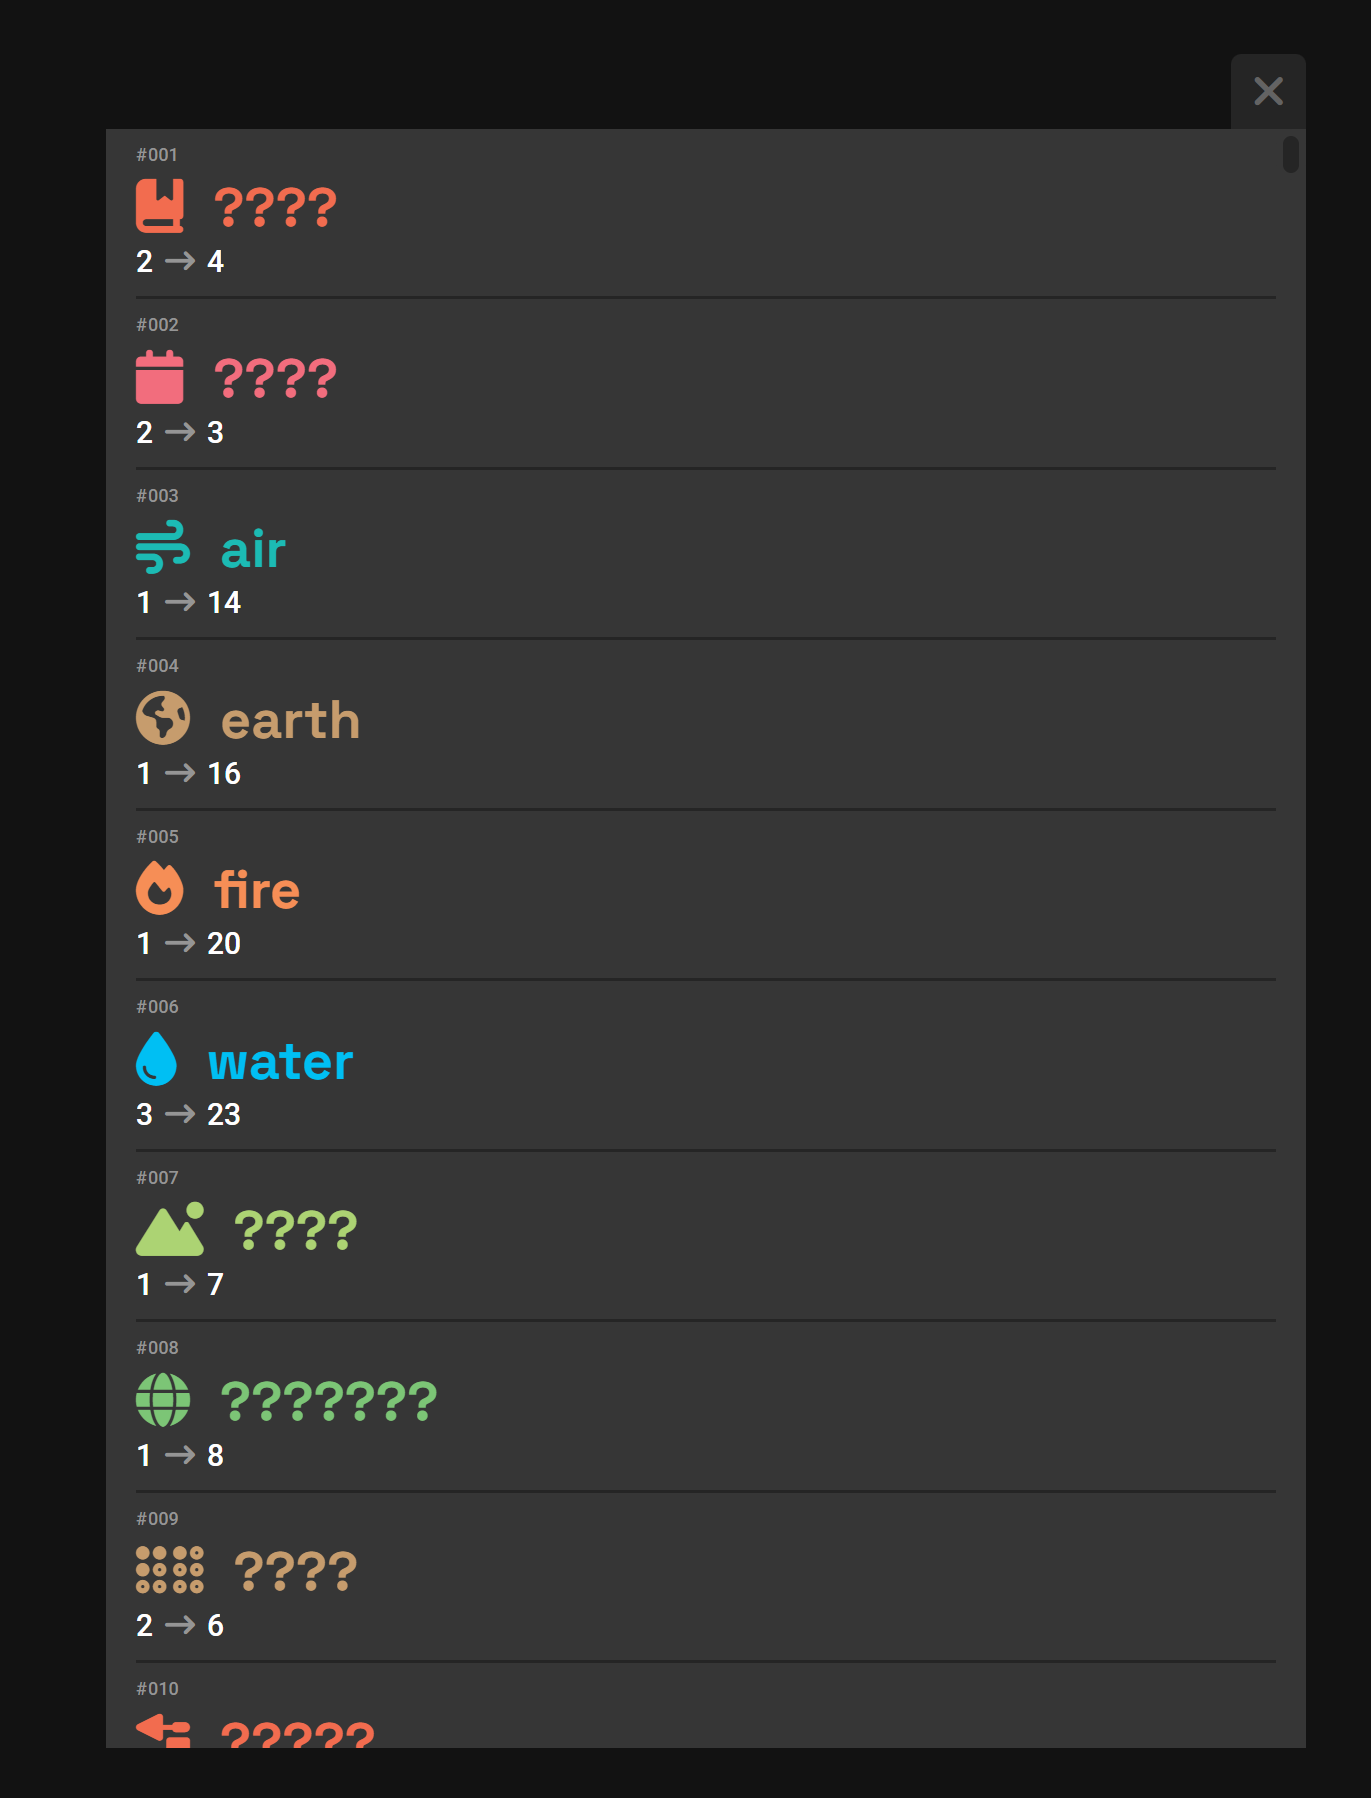 #001
????
2 → 4
#002
????
2 → 3
#003
air
1 → 14
#004
earth
1 → 16
#005
fire
1 → 20
#006
water
3 → 23
#007
????
1 → 7
#008
???????
1 → 8
#009
????
2 → 6
#010
?????